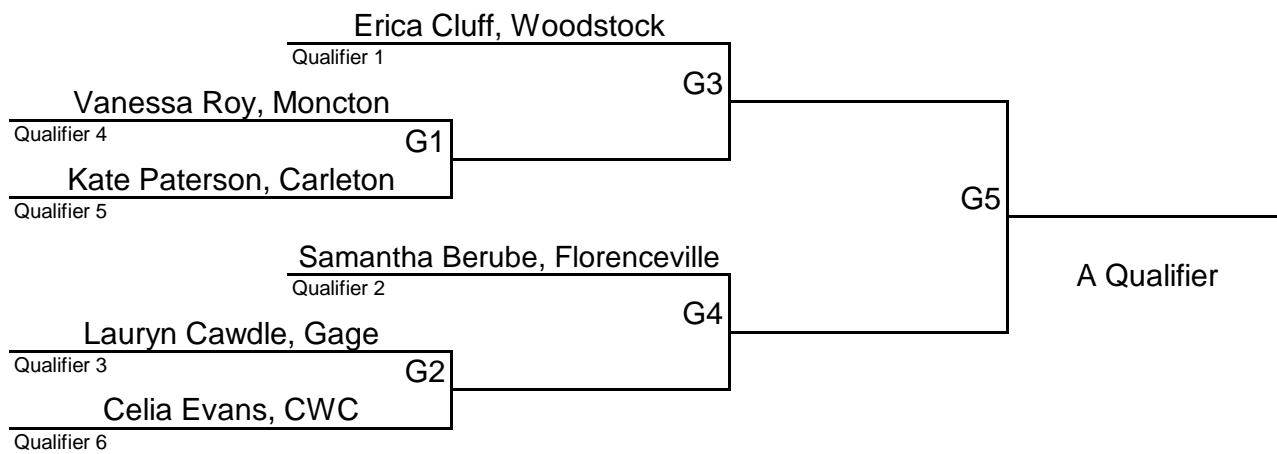 Erica Cluff, Woodstock
Qualifier 1
G3
Vanessa Roy, Moncton
Qualifier 4
G1
Kate Paterson, Carleton
Qualifier 5
G5
Samantha Berube, Florenceville
Qualifier 2
A Qualifier
G4
Lauryn Cawdle, Gage
Qualifier 3
G2
Celia Evans, CWC
Qualifier 6